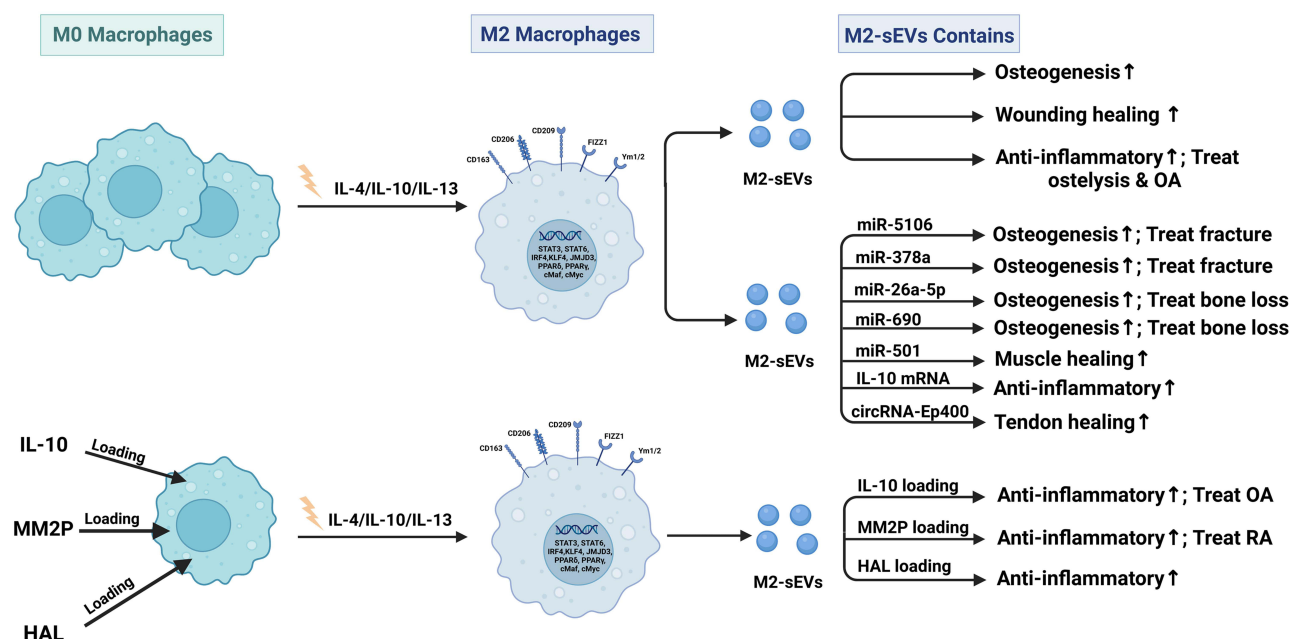 M0 Macrophages
M2 Macrophages
M2-sEVs Contains
IL-4/IL-10/IL-13
CD163
CD206
CD209
FIZZ1
Ym1/2
STAT3, STAT6,
IRF4,KLF4, JMJD3,
PPARδ, PPARγ,
cMaf, cMyc
M2-sEVs
Osteogenesis↑
Wounding healing ↑
Anti-inflammatory↑; Treat
ostelysis & OA
M2-sEVs
miR-5106
Osteogenesis↑; Treat fracture
miR-378a
Osteogenesis↑; Treat fracture
miR-26a-5p
Osteogenesis↑; Treat bone loss
miR-690
Osteogenesis↑; Treat bone loss
miR-501
Muscle healing↑
IL-10 mRNA
Anti-inflammatory↑
circRNA-Ep400
Tendon healing↑
IL-10
Loading
MM2P
Loading
HAL
Loading
IL-4/IL-10/IL-13
CD163
CD206
CD209
FIZZ1
Ym1/2
STAT3, STAT6,
IRF4,KLF4, JMJD3,
PPARδ, PPARγ,
cMaf, cMyc
M2-sEVs
IL-10 loading
Anti-inflammatory↑; Treat OA
MM2P loading
Anti-inflammatory↑; Treat RA
HAL loading
Anti-inflammatory↑